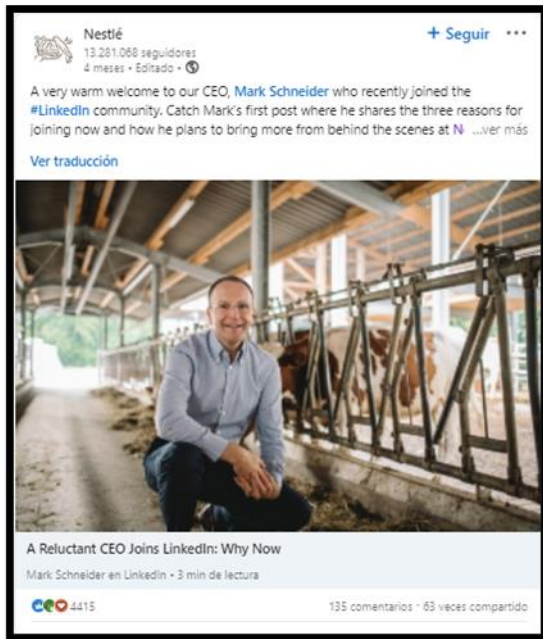 Nestlé
+ Seguir
13.281.068 seguidores
4 meses • Editado •
A very warm welcome to our CEO, Mark Schneider who recently joined the
#LinkedIn community. Catch Mark's first post where he shares the three reasons for
joining now and how he plans to bring more from behind the scenes at N ...ver más
Ver traducción
A Reluctant CEO Joins LinkedIn: Why Now
Mark Schneider en LinkedIn • 3 min de lectura
4415
135 comentarios · 63 veces compartido